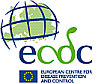 ecdc
EUROPEAN CENTRE FOR
DISEASE PREVENTION
AND CONTROL